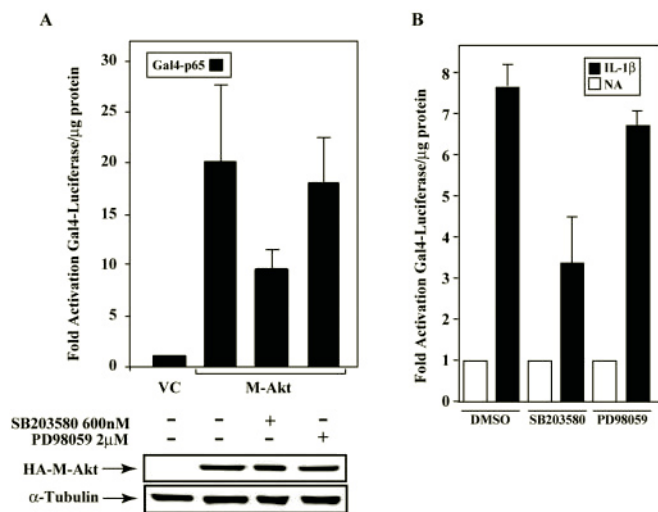 A
Fold Activation Gal4-Luciferase/µg protein
30
25
20
15
10
5
0
Gal4-p65
VC
M-Akt
SB203580 600nM - - + -
PD98059 2µM - - - +
HA-M-Akt
α-Tubulin
B
Fold Activation Gal4-Luciferase/µg protein
8
7
6
5
4
3
2
1
0
IL-1β
NA
DMSO SB203580 PD98059